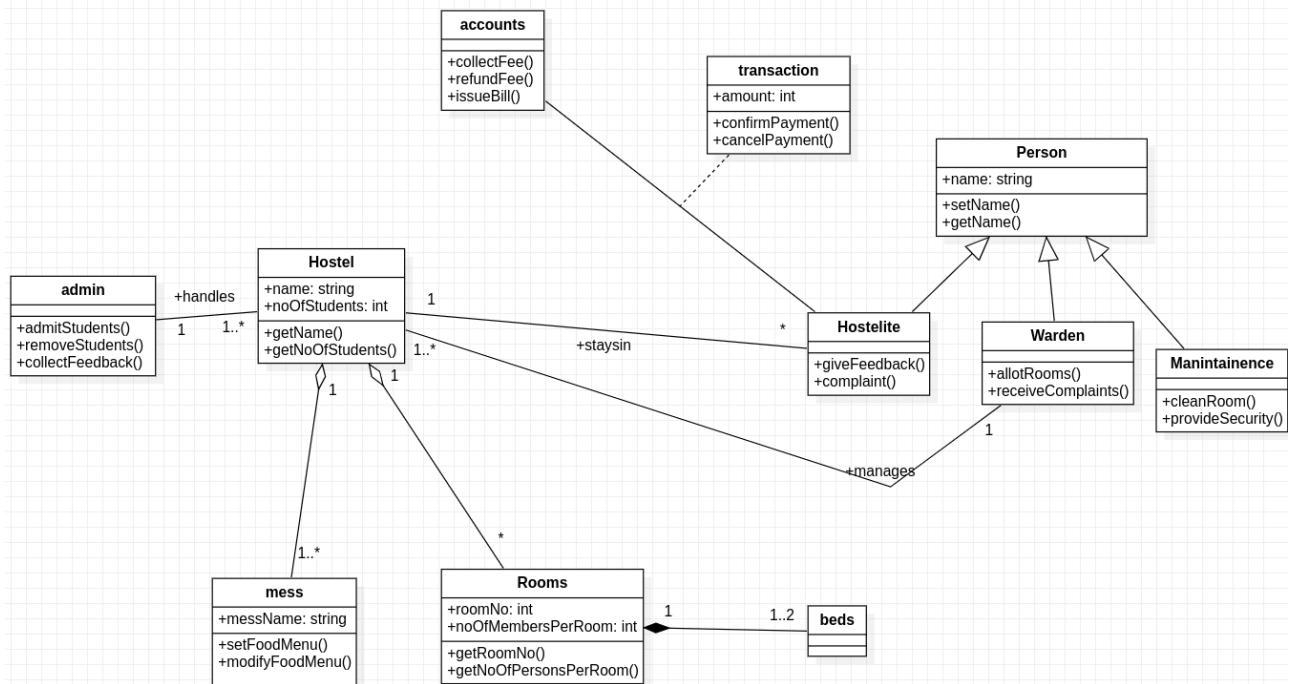 accounts
+collectFee()
+refundFee()
+issueBill()
transaction
+amount: int
+confirmPayment()
+cancelPayment()
Person
+name: string
+setName()
+getName()
admin
+admitStudents()
+removeStudents()
+collectFeedback()
+handles
1
1..*
Hostel
+name: string
+noOfStudents: int
+getName()
+getNoOfStudents()
1
+staysin
*
1..*
+manages
1
Hostelite
+giveFeedback()
+complaint()
Warden
+allotRooms()
+receiveComplaints()
Manintainence
+cleanRoom()
+provideSecurity()
1
1
1..*
*
mess
+messName: string
+setFoodMenu()
+modifyFoodMenu()
Rooms
+roomNo: int
+noOfMembersPerRoom: int
+getRoomNo()
+getNoOfPersonsPerRoom()
1
1..2
beds